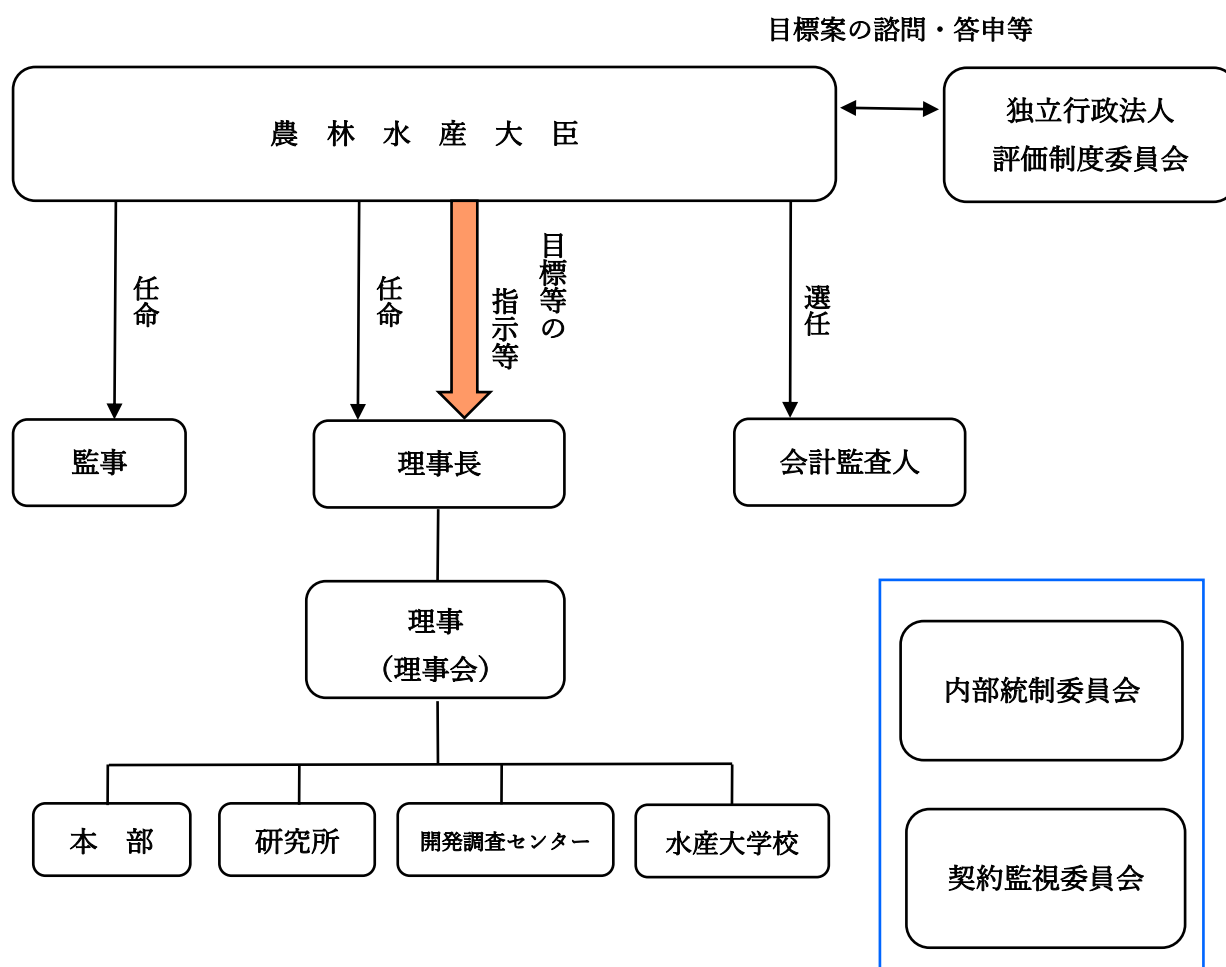 目標案の諮問・答申等
農　林　水　産　大　臣
独立行政法人
評価制度委員会
任命
任命
目標等の
指示等
選任
監事
理事長
会計監査人
理事
（理事会）
内部統制委員会
本　部
研究所
開発調査センター
水産大学校
契約監視委員会